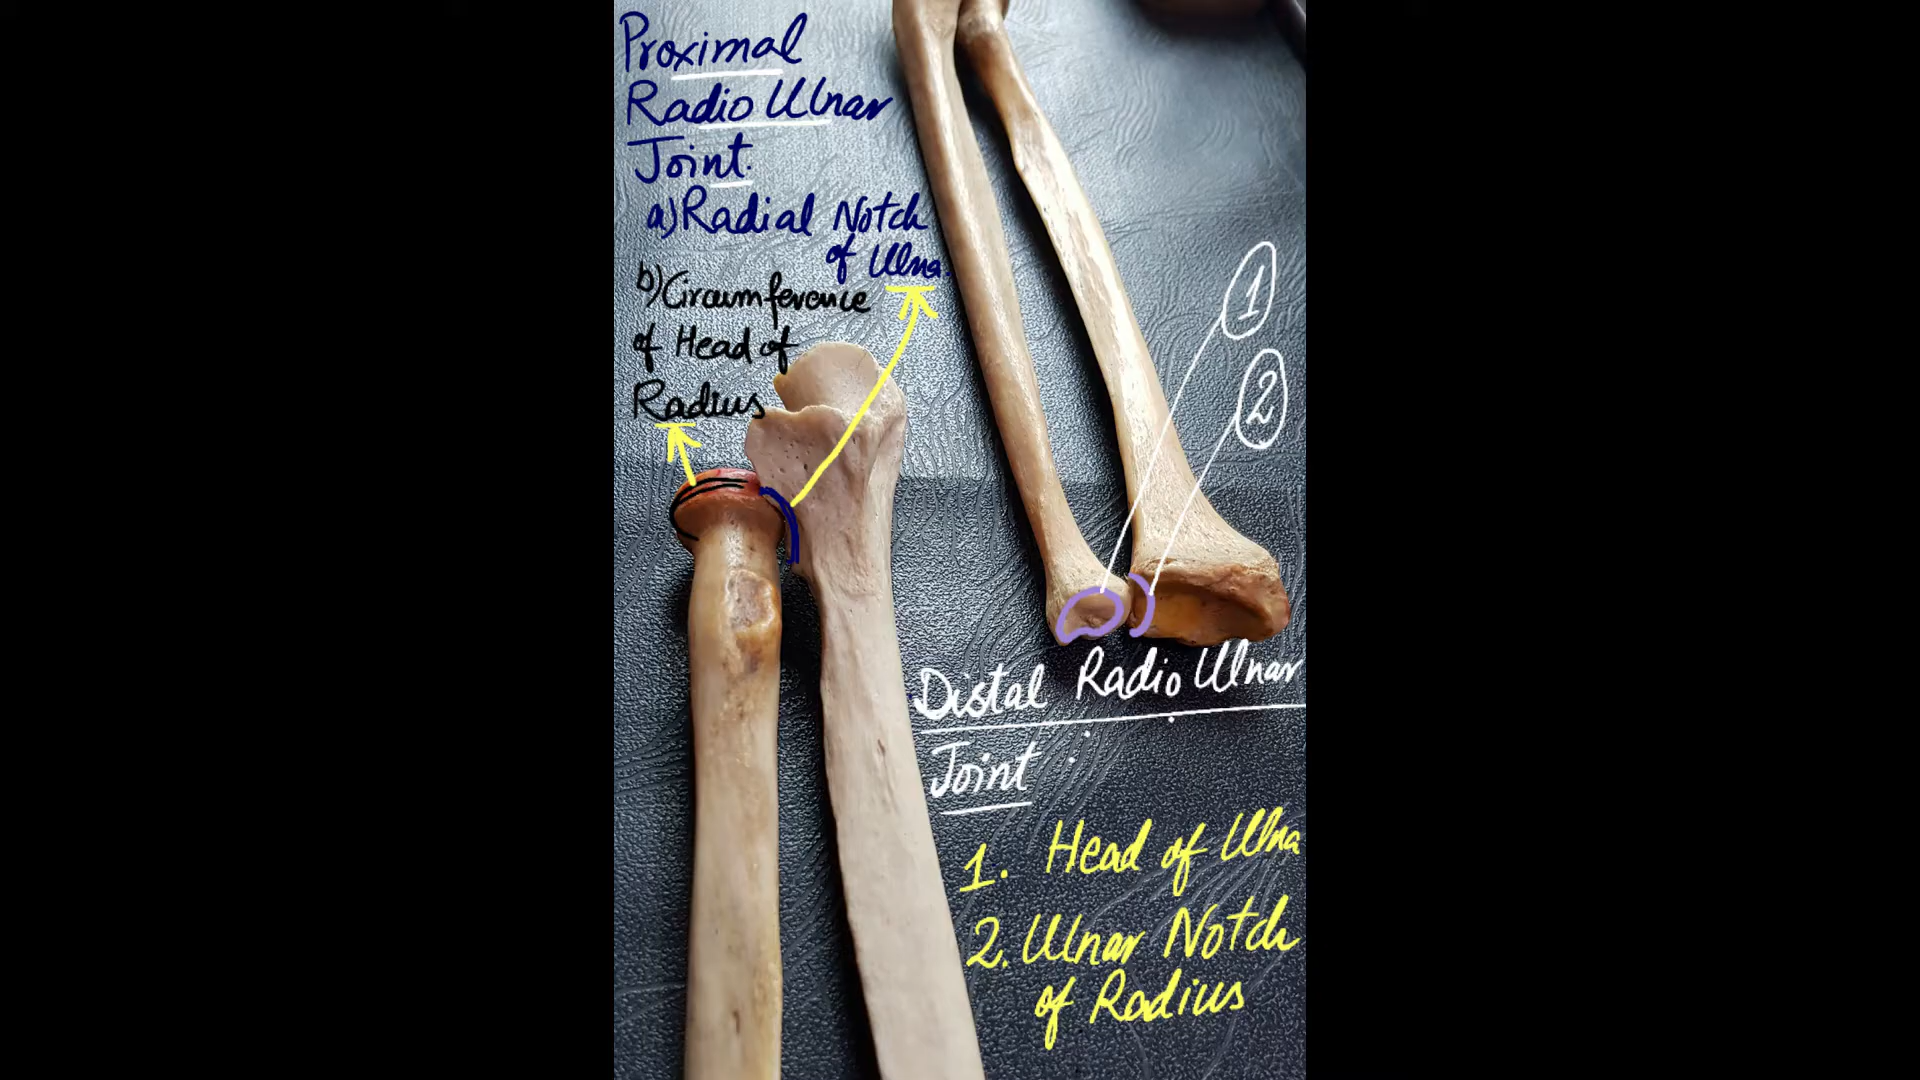 Proximal
Radio Ulnar
Joint.
a) Radial Notch
of Ulna.
b) Circumference
of Head of
Radius
1
2
Distal Radio Ulnar
Joint :
1. Head of Ulna
2. Ulnar Notch
of Radius